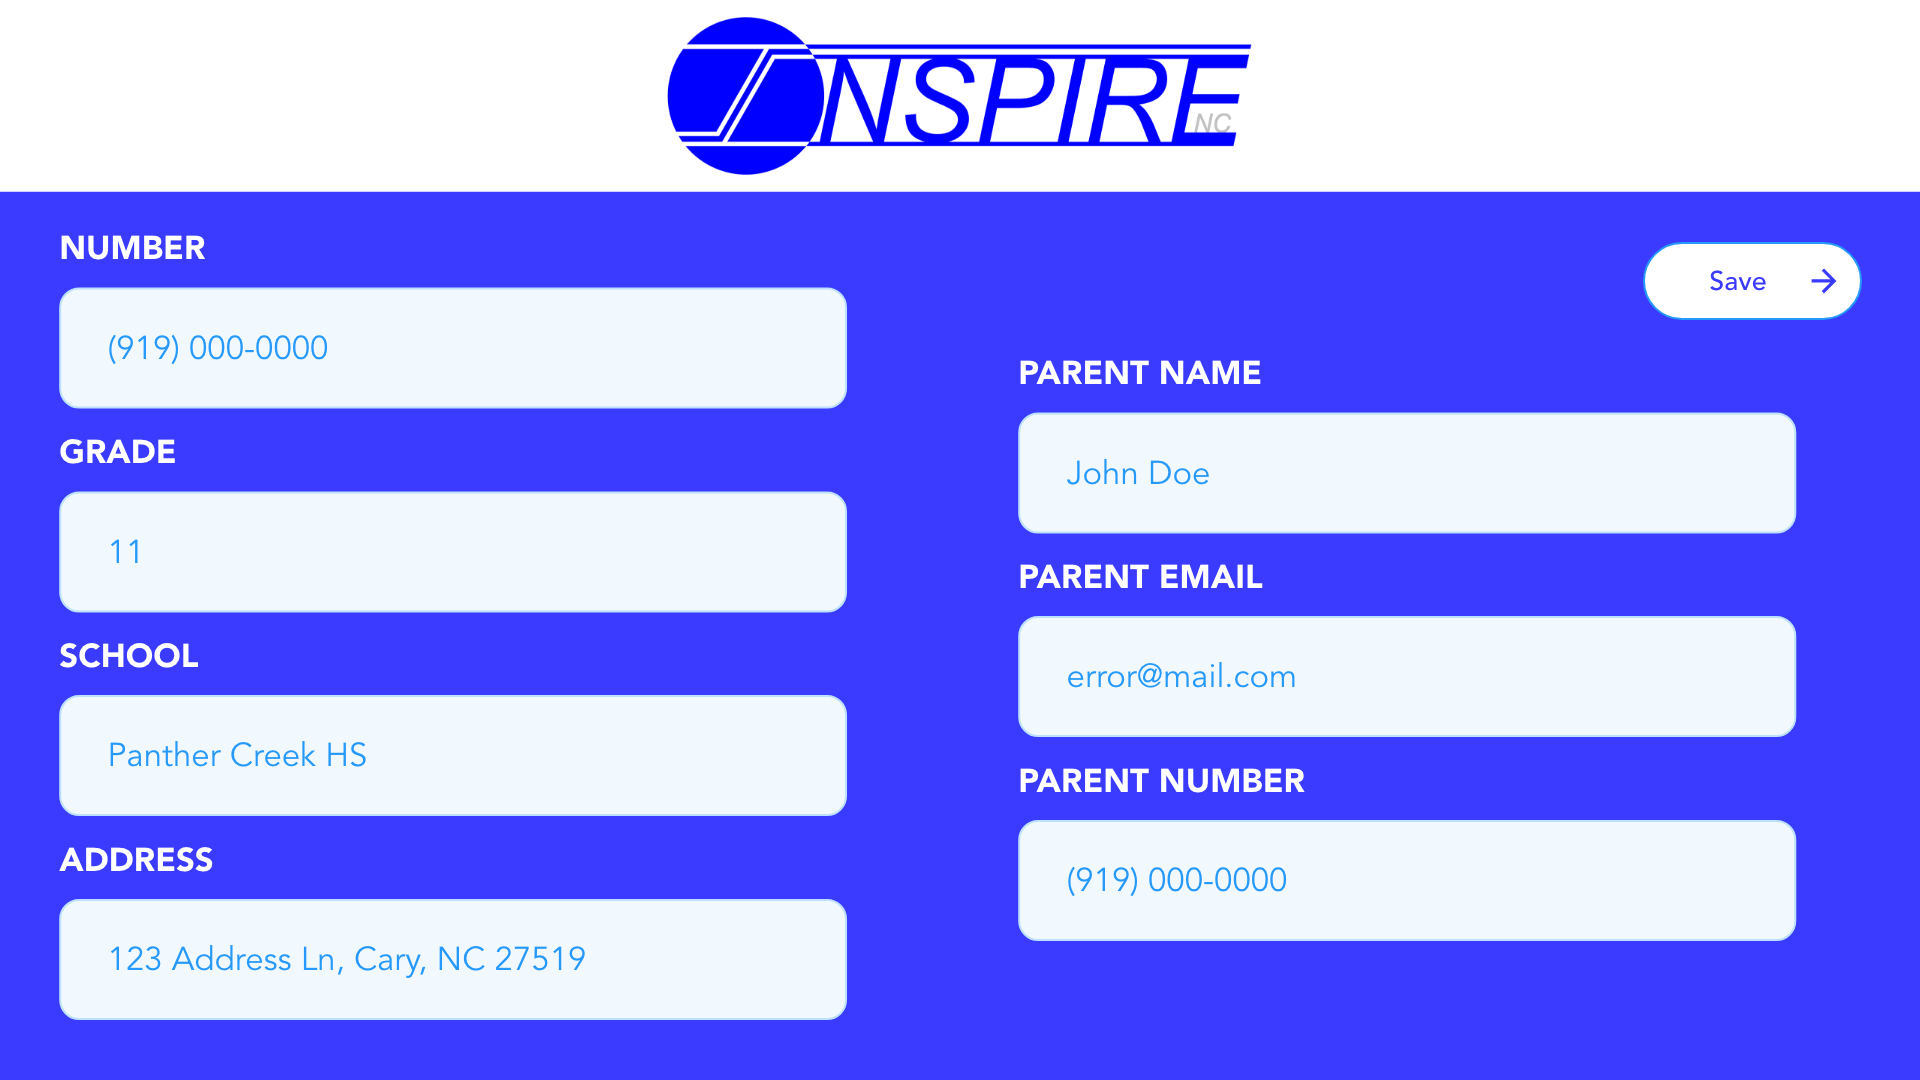 INSPIRE
NC
NUMBER
(919) 000-0000
GRADE
11
SCHOOL
Panther Creek HS
ADDRESS
123 Address Ln, Cary, NC 27519
Save
PARENT NAME
John Doe
PARENT EMAIL
error@mail.com
PARENT NUMBER
(919) 000-0000